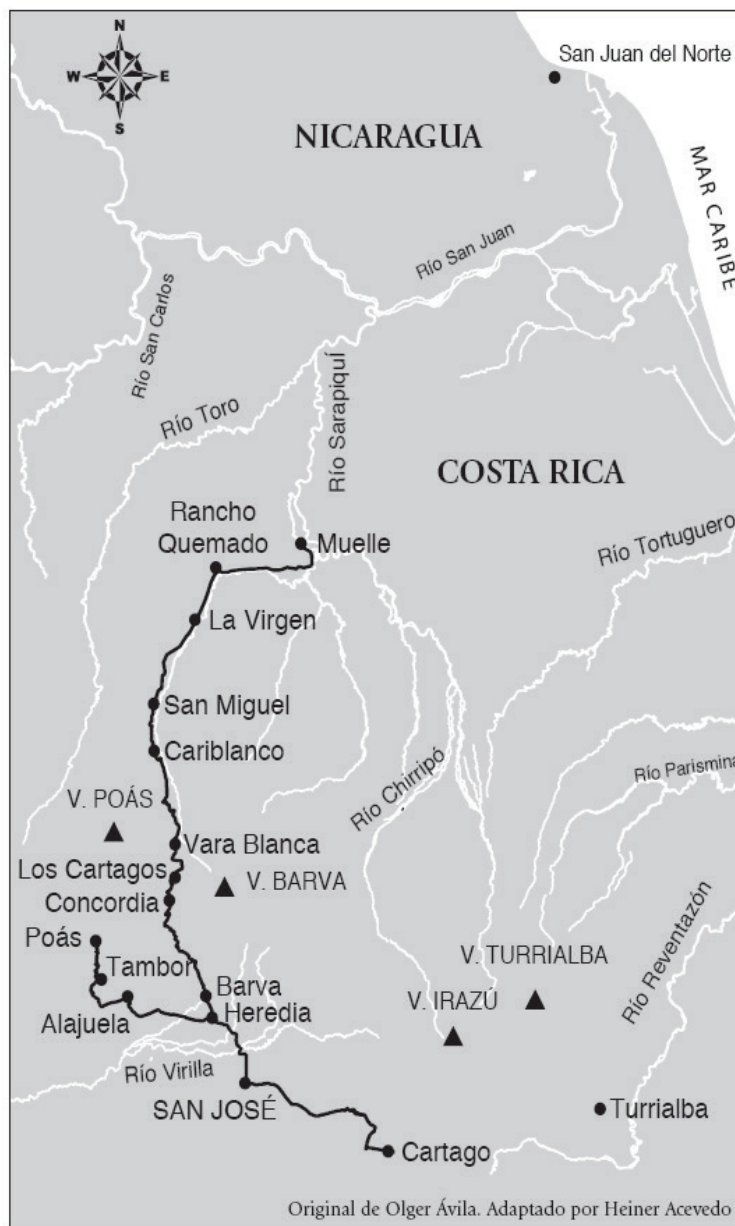 N
W
E
S
San Juan del Norte
NICARAGUA
MAR CARIBE
Río San Juan
Río San Carlos
Río Toro
Río Sarapiquí
COSTA RICA
Rancho
Quemado
Muelle
Río Tortuguero
La Virgen
San Miguel
Cariblanco
Río Chirripó
Río Parismina
V. POÁS
Vara Blanca
Los Cartagos
V. BARVA
Concordia
Poás
Tambor
V. TURRIALBA
Río Reventazón
Barva
V. IRAZÚ
Alajuela
Heredia
Río Virilla
SAN JOSÉ
Turrialba
Cartago
Original de Olger Ávila. Adaptado por Heiner Acevedo